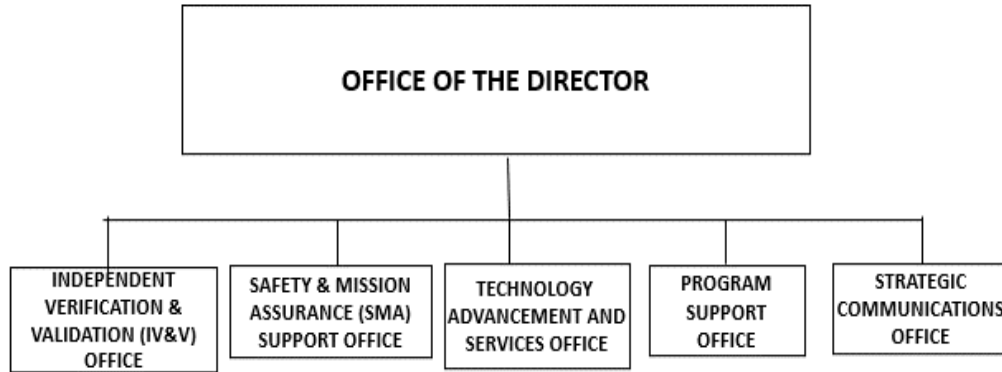 OFFICE OF THE DIRECTOR
INDEPENDENT
VERIFICATION &
VALIDATION (IV&V)
OFFICE
SAFETY & MISSION
ASSURANCE (SMA)
SUPPORT OFFICE
TECHNOLOGY
ADVANCEMENT AND
SERVICES OFFICE
PROGRAM
SUPPORT
OFFICE
STRATEGIC
COMMUNICATIONS
OFFICE